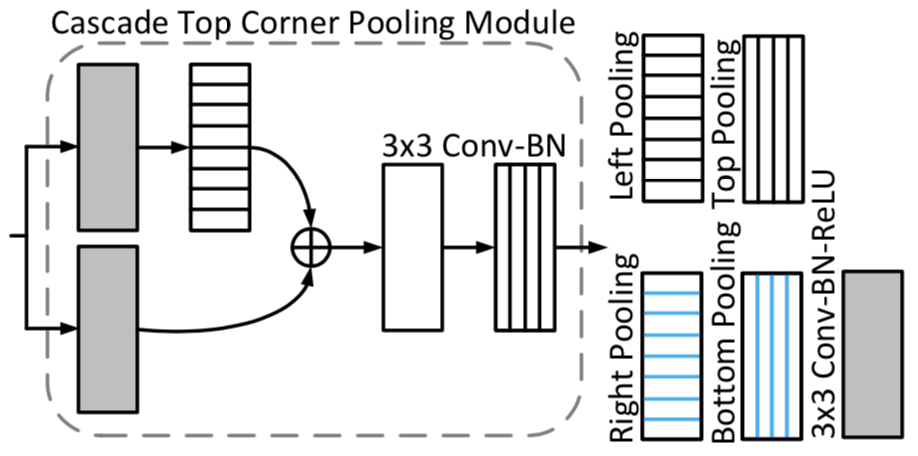 Cascade Top Corner Pooling Module
3x3 Conv-BN
Left Pooling
Top Pooling
Right Pooling
Bottom Pooling
3x3 Conv-BN-ReLU